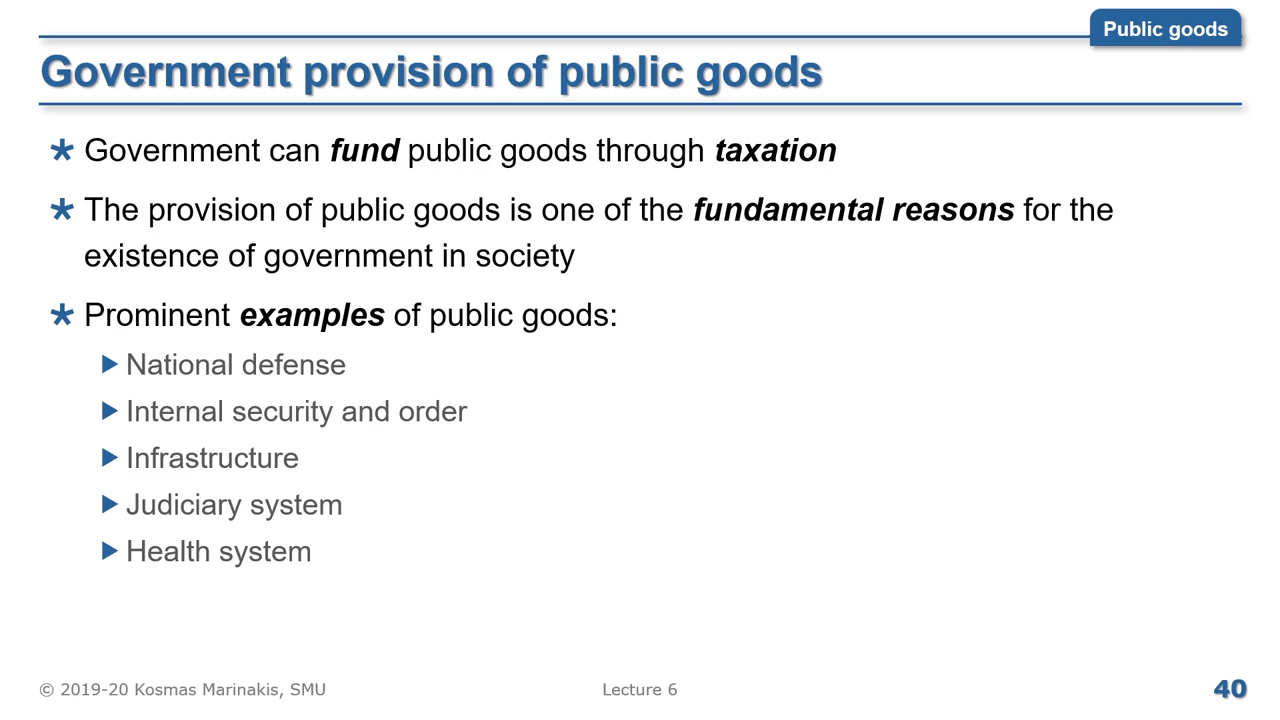 Public goods
Government provision of public goods
* Government can fund public goods through taxation
* The provision of public goods is one of the fundamental reasons for the
existence of government in society
* Prominent examples of public goods:
National defense
Internal security and order
Infrastructure
Judiciary system
Health system
© 2019-20 Kosmas Marinakis, SMU
Lecture 6
40